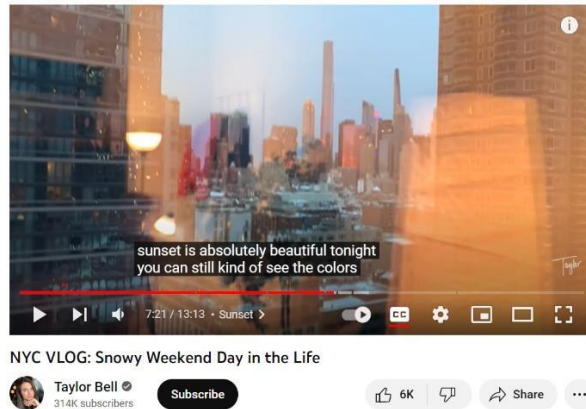 sunset is absolutely beautiful tonight
you can still kind of see the colors
Taylor
7:21 / 13:13 • Sunset >
CC
NYC VLOG: Snowy Weekend Day in the Life
Taylor Bell
314K subscribers
Subscribe
6K
Share